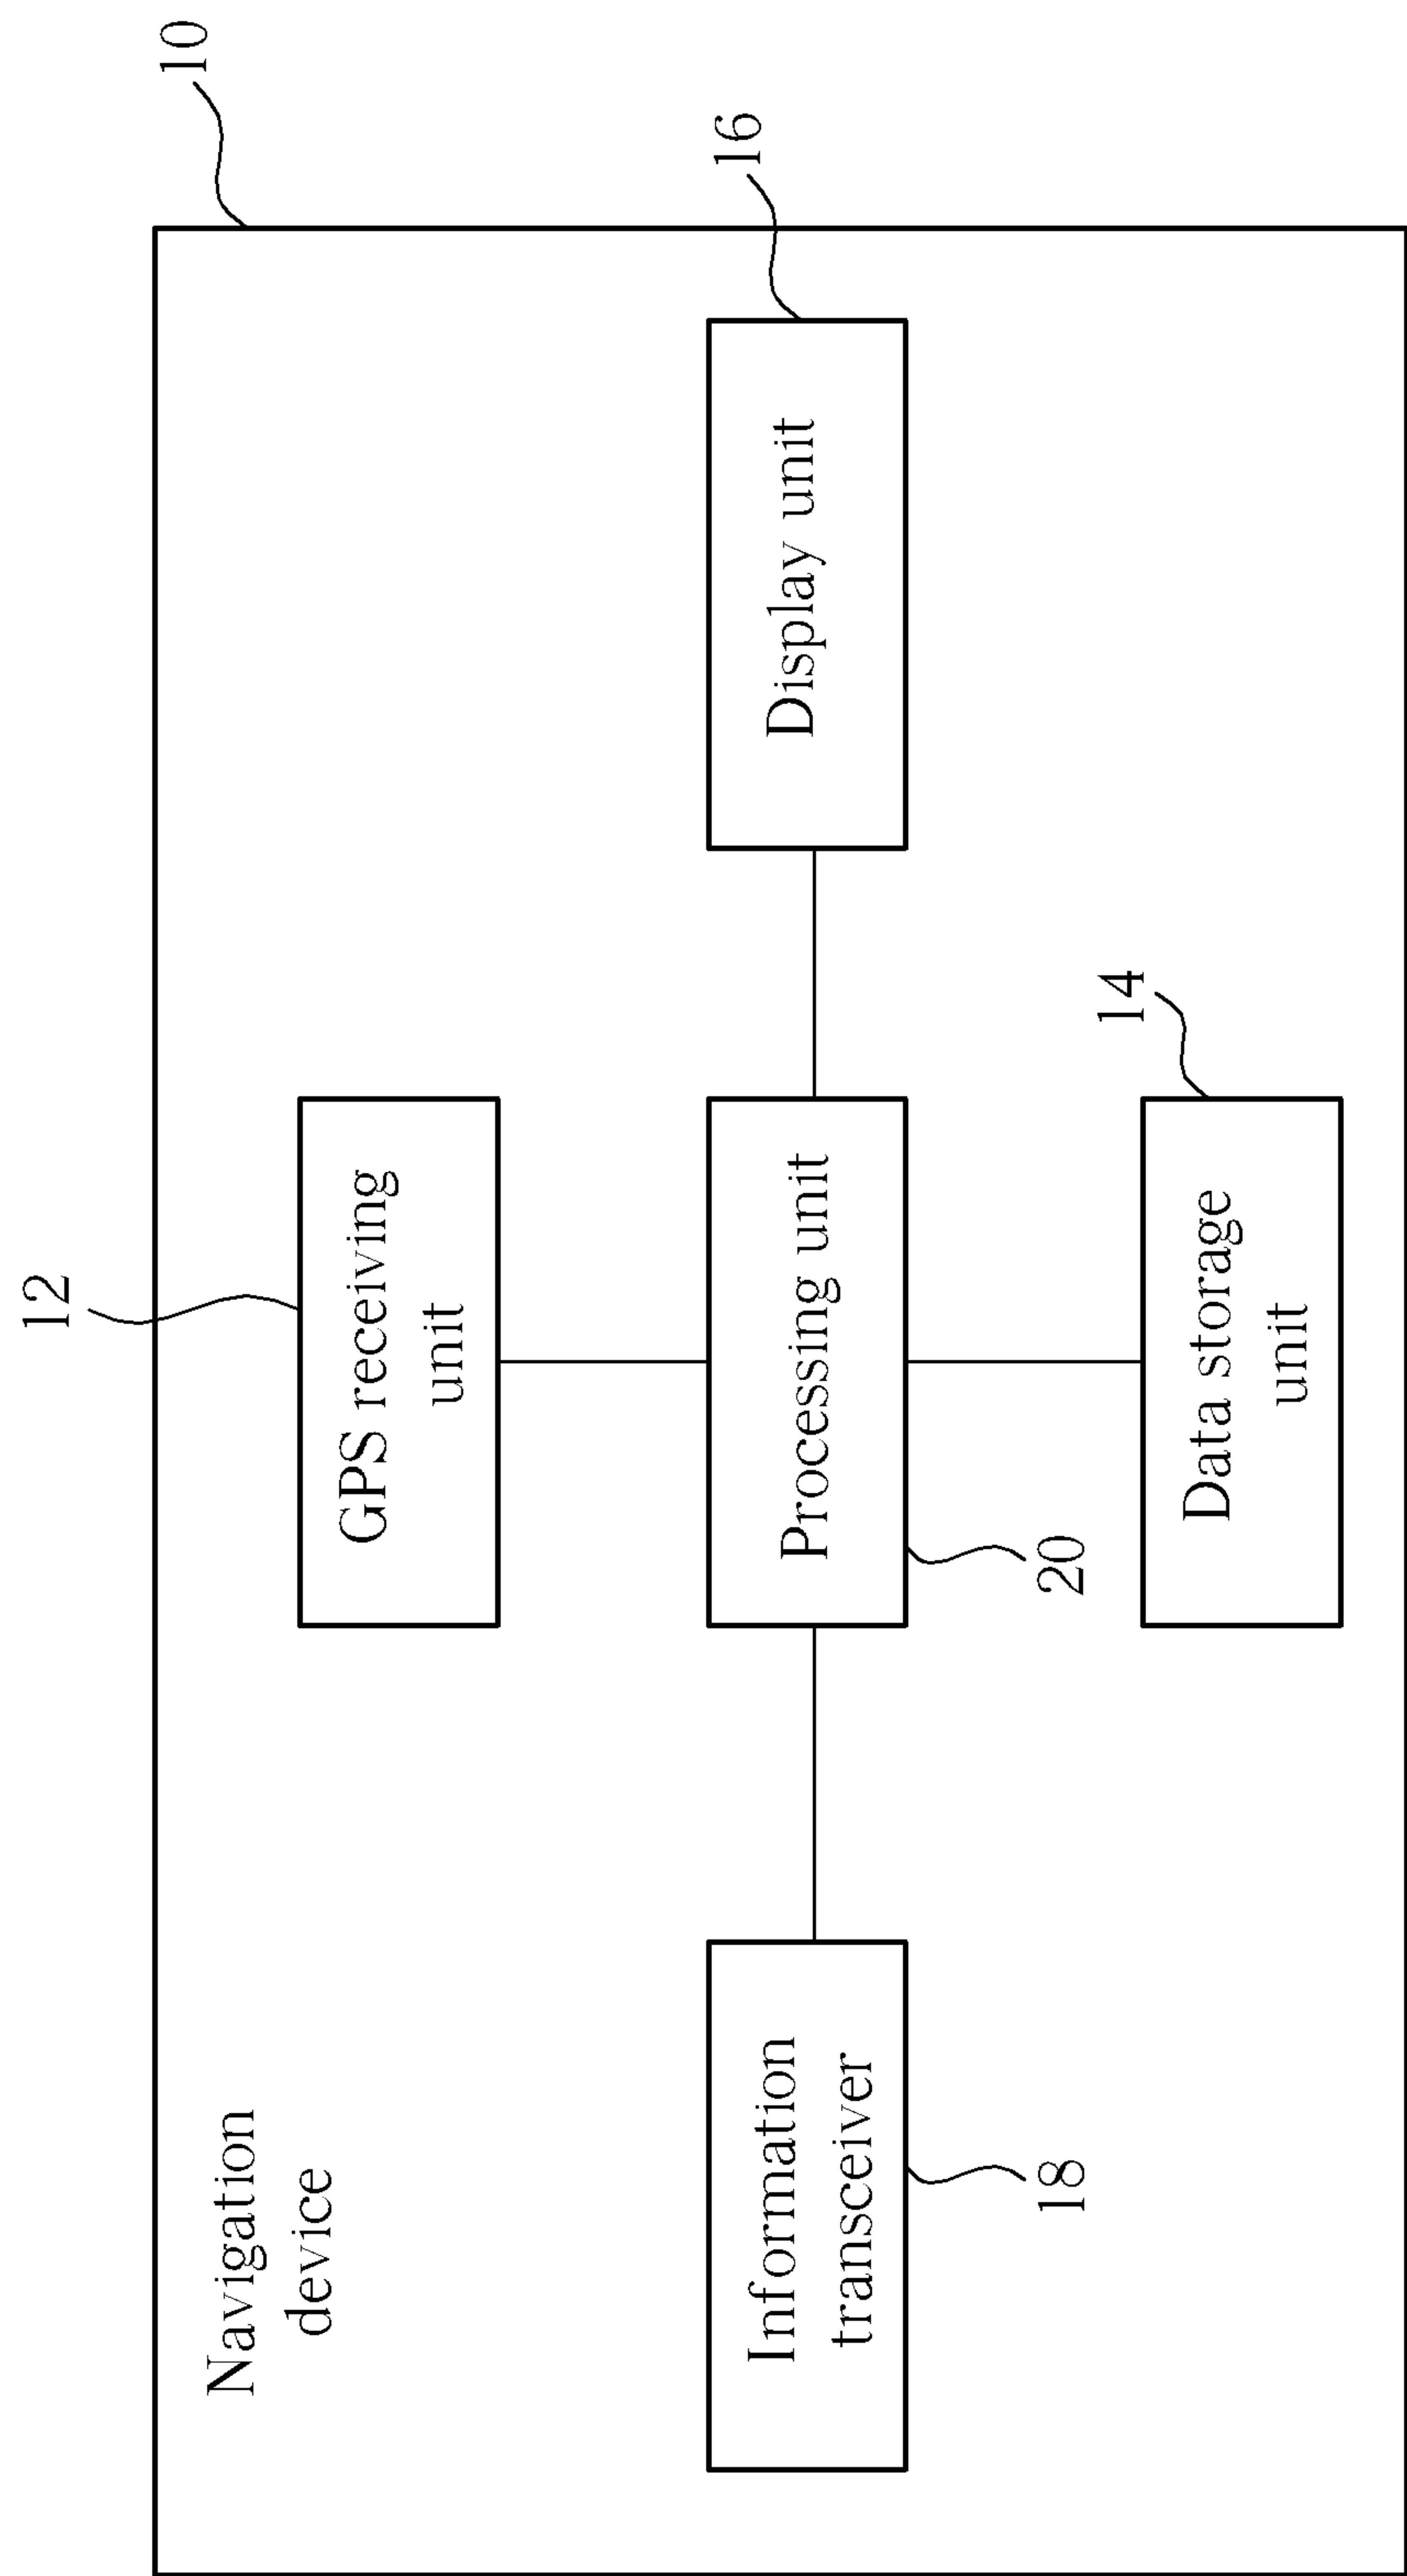 10
12
GPS receiving
unit
Navigation
device
16
Information
transceiver
Processing unit
Display unit
18
20
14
Data storage
unit